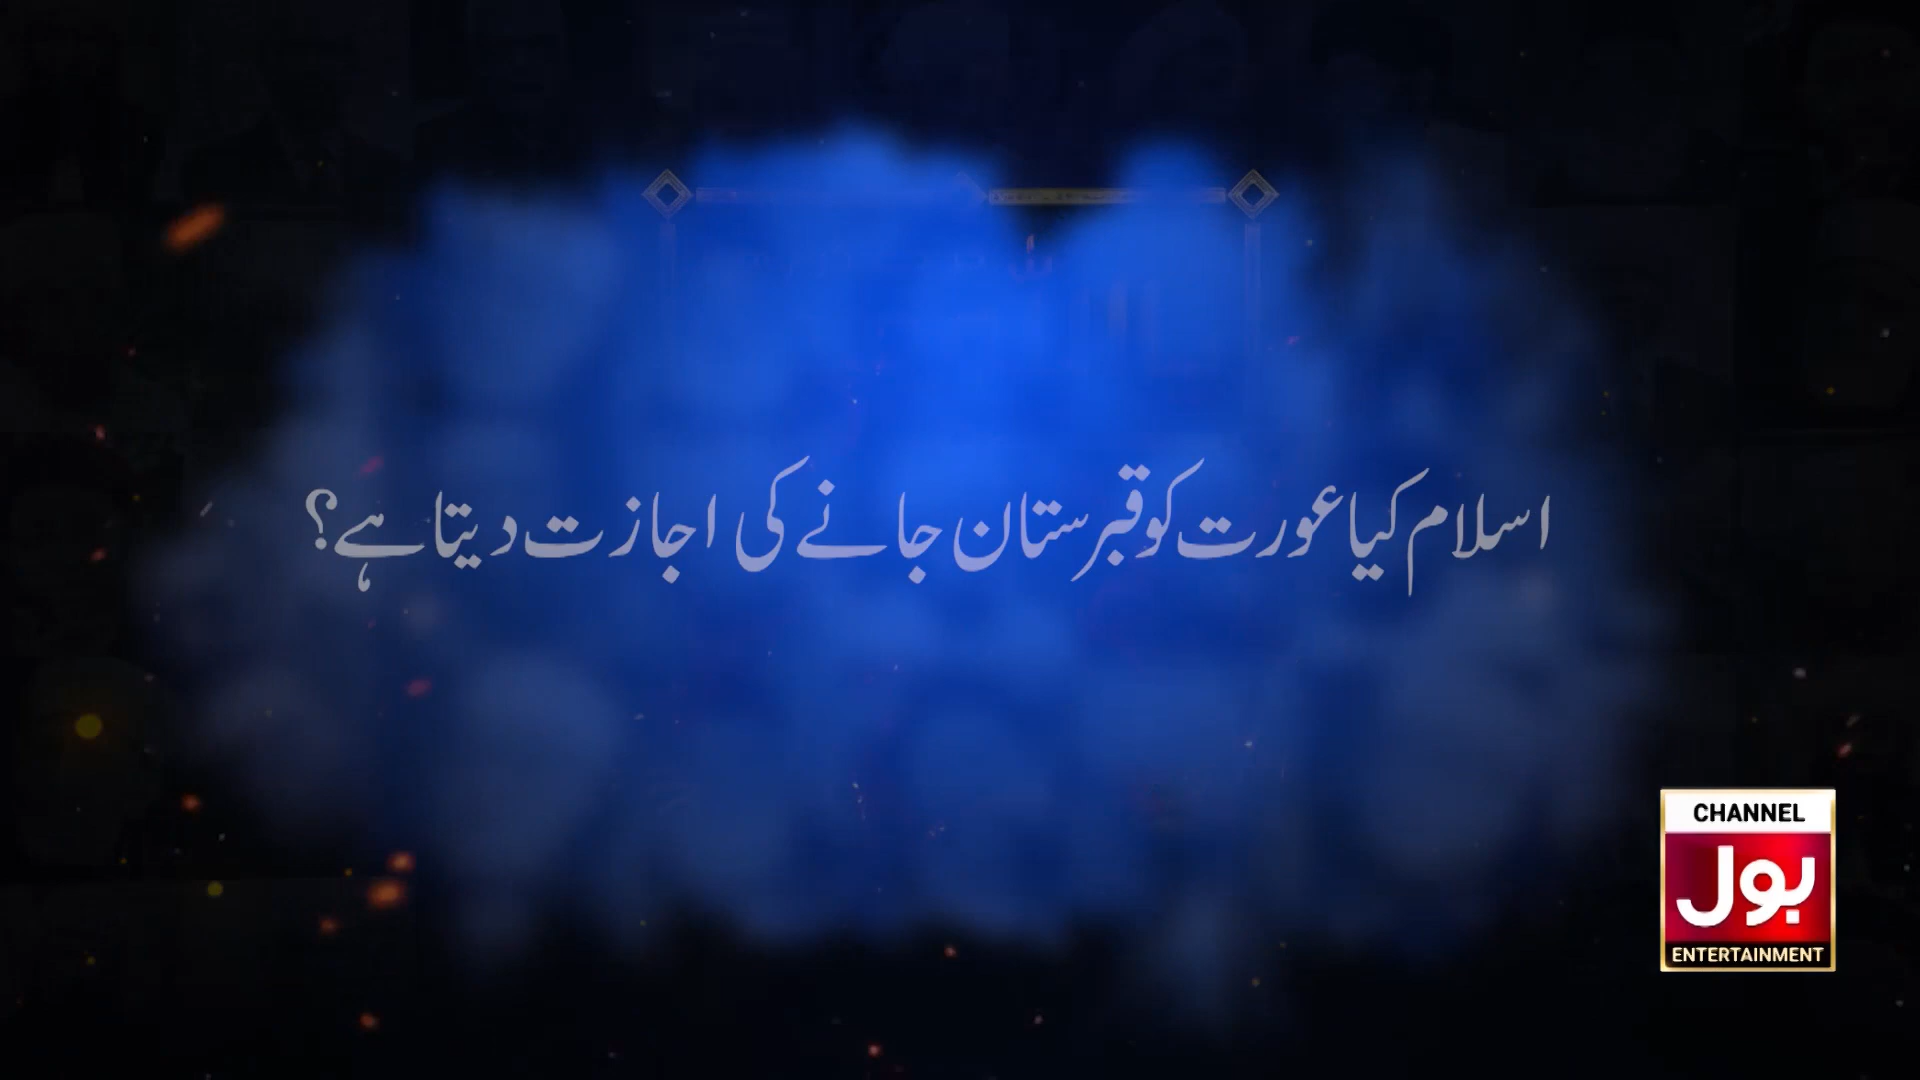 اسلام کیا عورت کو قبرستان جانے کی اجازت دیتا ہے؟
CHANNEL
بول
ENTERTAINMENT